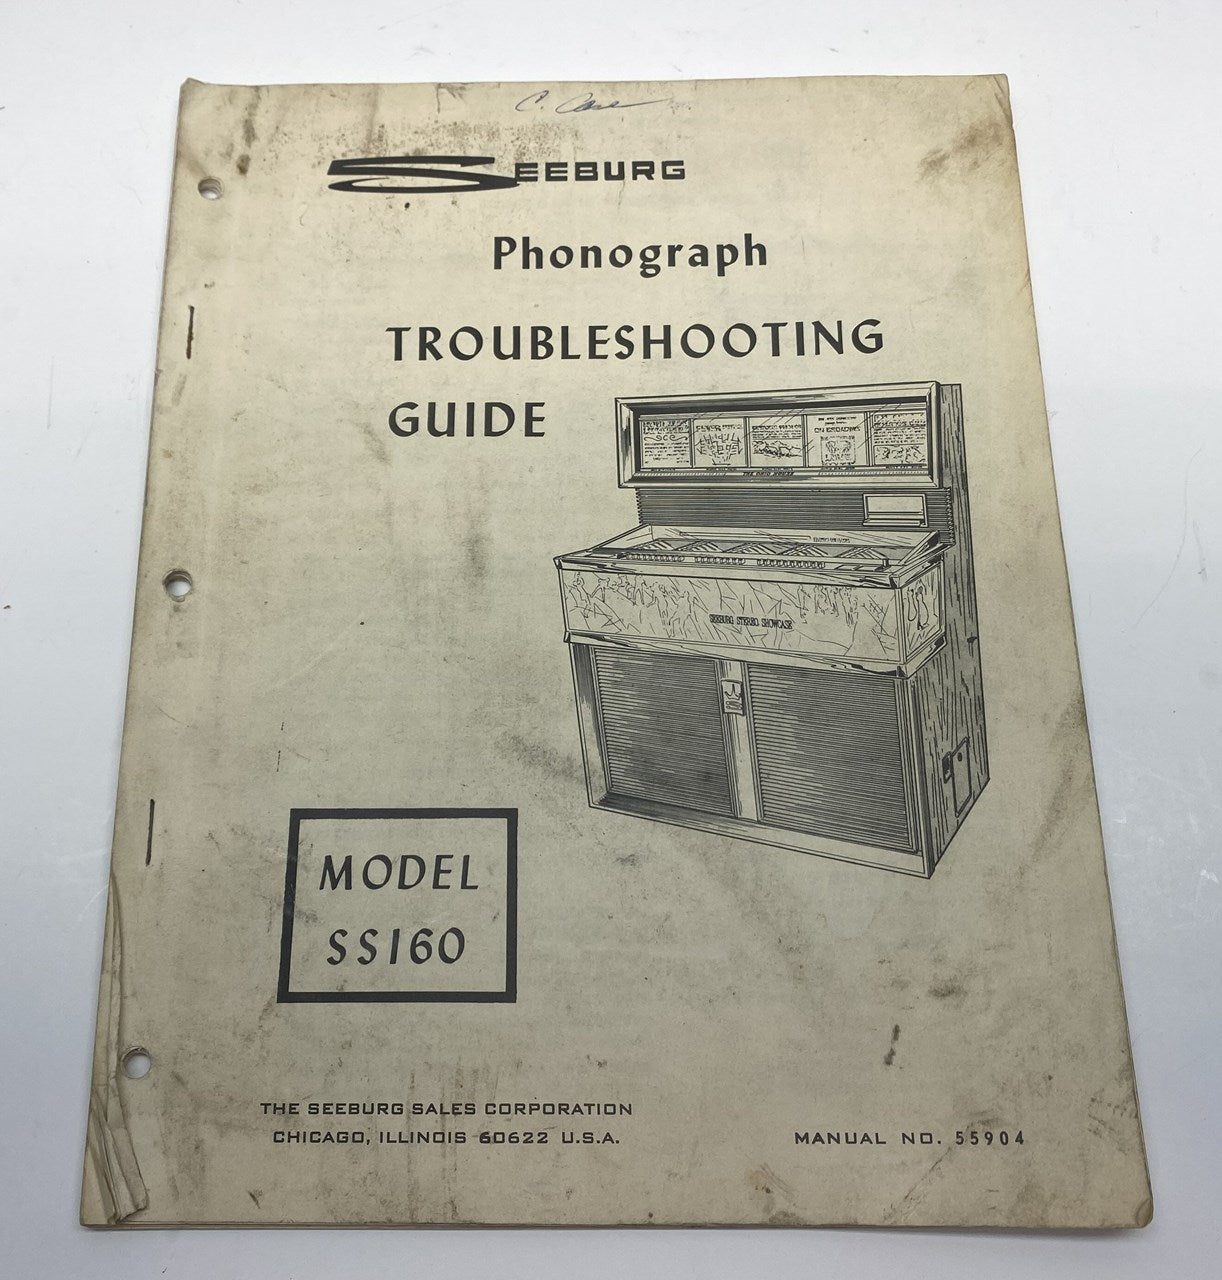 SEEBURG
Phonograph
TROUBLESHOOTING
GUIDE
SEEBURG STEREO SHOWCASE
MODEL
SS160
THE SEEBURG SALES CORPORATION
CHICAGO, ILLINOIS 60622 U.S.A.
MANUAL NO. 55904